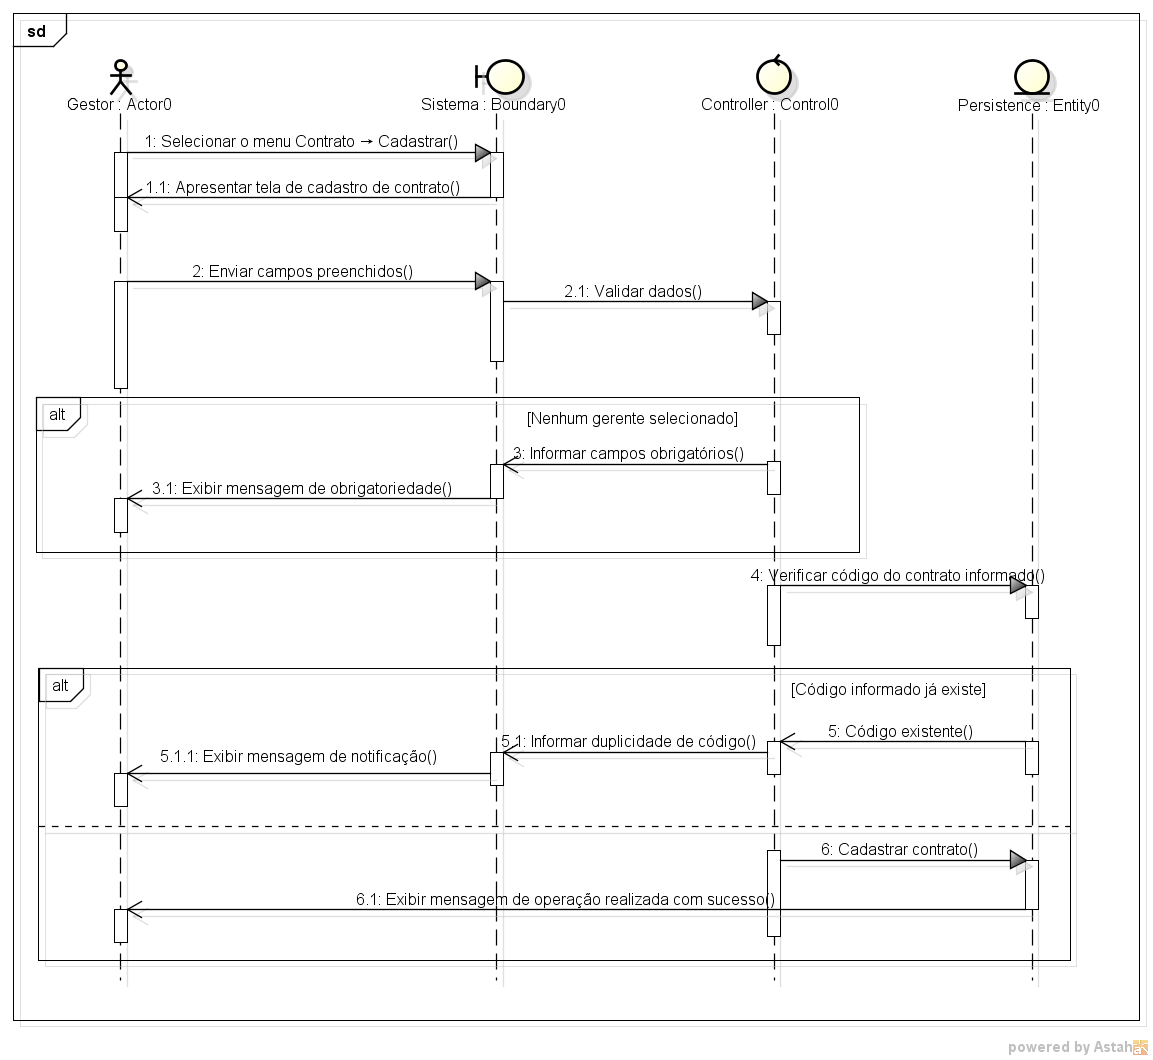 sd
Gestor : Actor0
Sistema : Boundary0
Controller : Control0
Persistence : Entity0
1: Selecionar o menu Contrato → Cadastrar()
1.1: Apresentar tela de cadastro de contrato()
2: Enviar campos preenchidos()
2.1: Validar dados()
alt
[Nenhum gerente selecionado]
3: Informar campos obrigatórios()
3.1: Exibir mensagem de obrigatoriedade()
4: Verificar código do contrato informado()
alt
[Código informado já existe]
5: Código existente()
5.1: Informar duplicidade de código()
5.1.1: Exibir mensagem de notificação()
6: Cadastrar contrato()
6.1: Exibir mensagem de operação realizada com sucesso()
powered by Astah